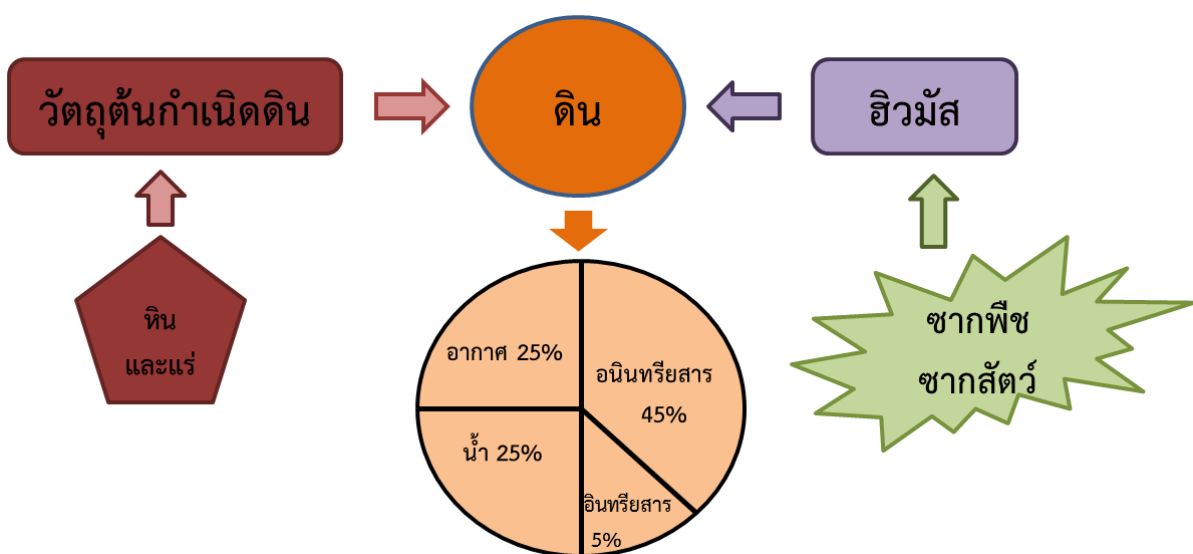 วัตถุต้นกำเนิดดิน
ดิน
ฮิวมัส
หิน
และแร่
ซากพืช
ซากสัตว์
อากาศ 25%
อนินทรียสาร
45%
น้ำ 25%
อินทรียสาร
5%